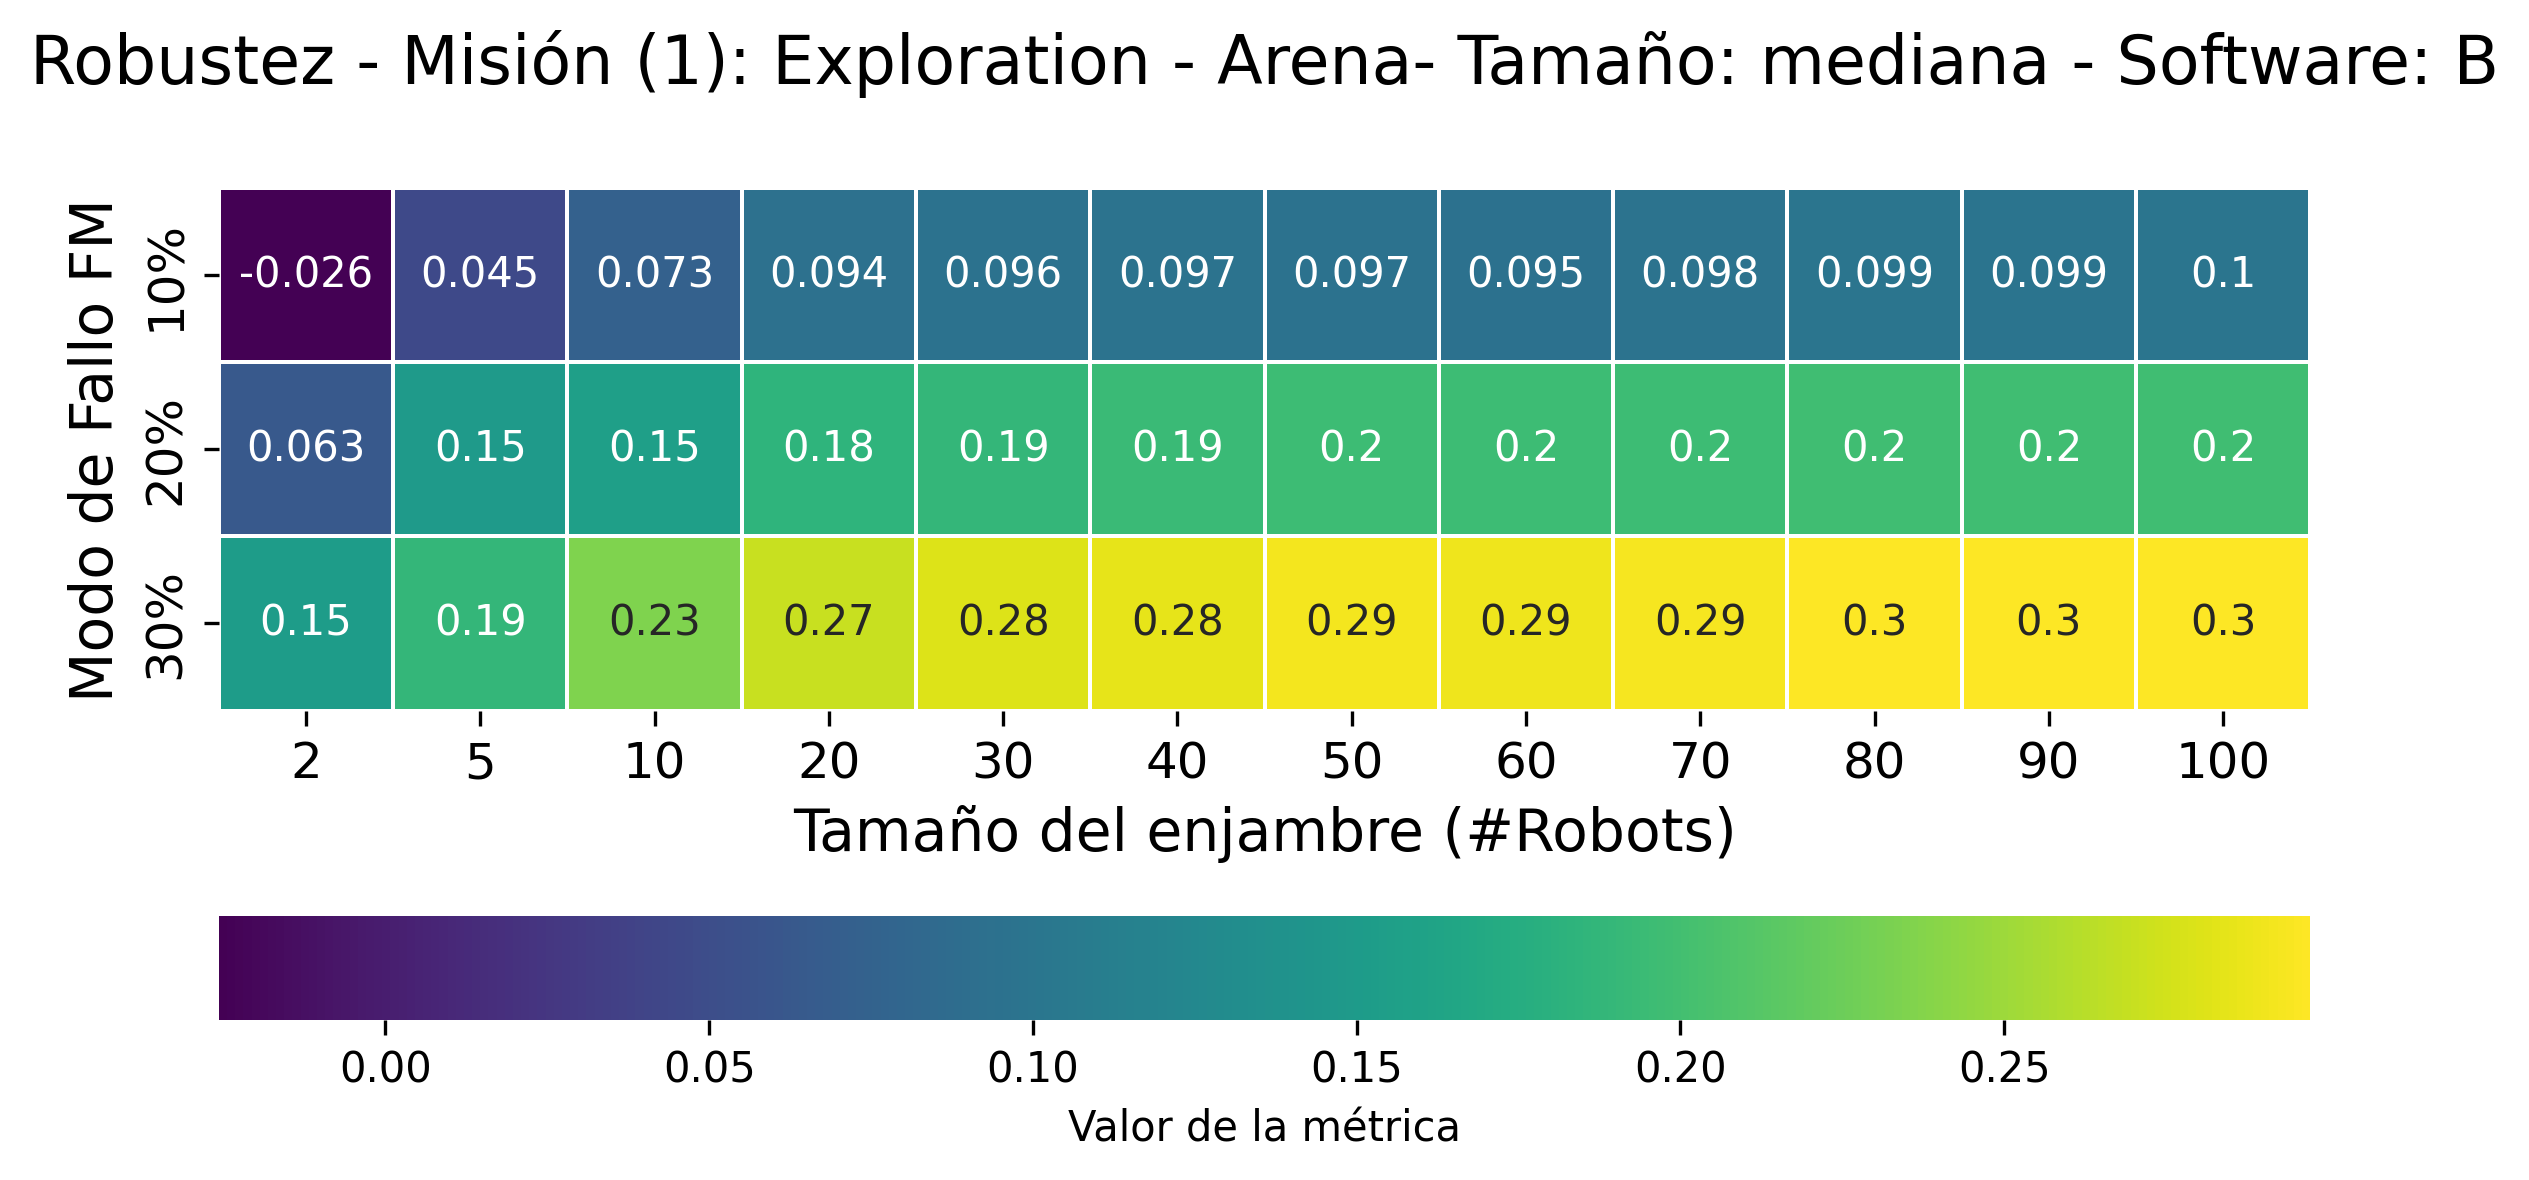 Robustez - Misión (1): Exploration - Arena- Tamaño: mediana - Software: B
Modo de Fallo FM
10%
-0.026 0.045 0.073 0.094 0.096 0.097 0.097 0.095 0.098 0.099 0.099 0.1
20%
0.063 0.15 0.15 0.18 0.19 0.19 0.2 0.2 0.2 0.2 0.2 0.2
30%
0.15 0.19 0.23 0.27 0.28 0.28 0.29 0.29 0.29 0.3 0.3 0.3
2 5 10 20 30 40 50 60 70 80 90 100
Tamaño del enjambre (#Robots)
0.00 0.05 0.10 0.15 0.20 0.25
Valor de la métrica